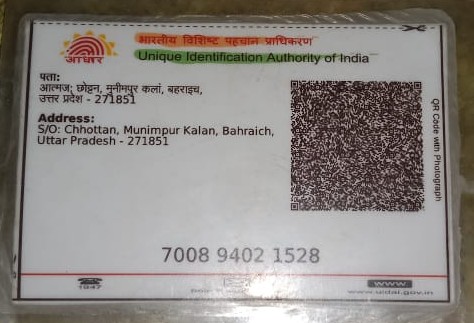 भारतीय विशिष्ट पहचान प्राधिकरण
आधार
Unique Identification Authority of India
पता:
आत्मज: छोट्टन, मुनीमपुर कलां, बहराइच,
उत्तर प्रदेश - 271851
Address:
S/O: Chhottan, Munimpur Kalan, Bahraich,
Uttar Pradesh - 271851
QR Code with Photograph
7008 9402 1528
1947
www
www.uidai.gov.in